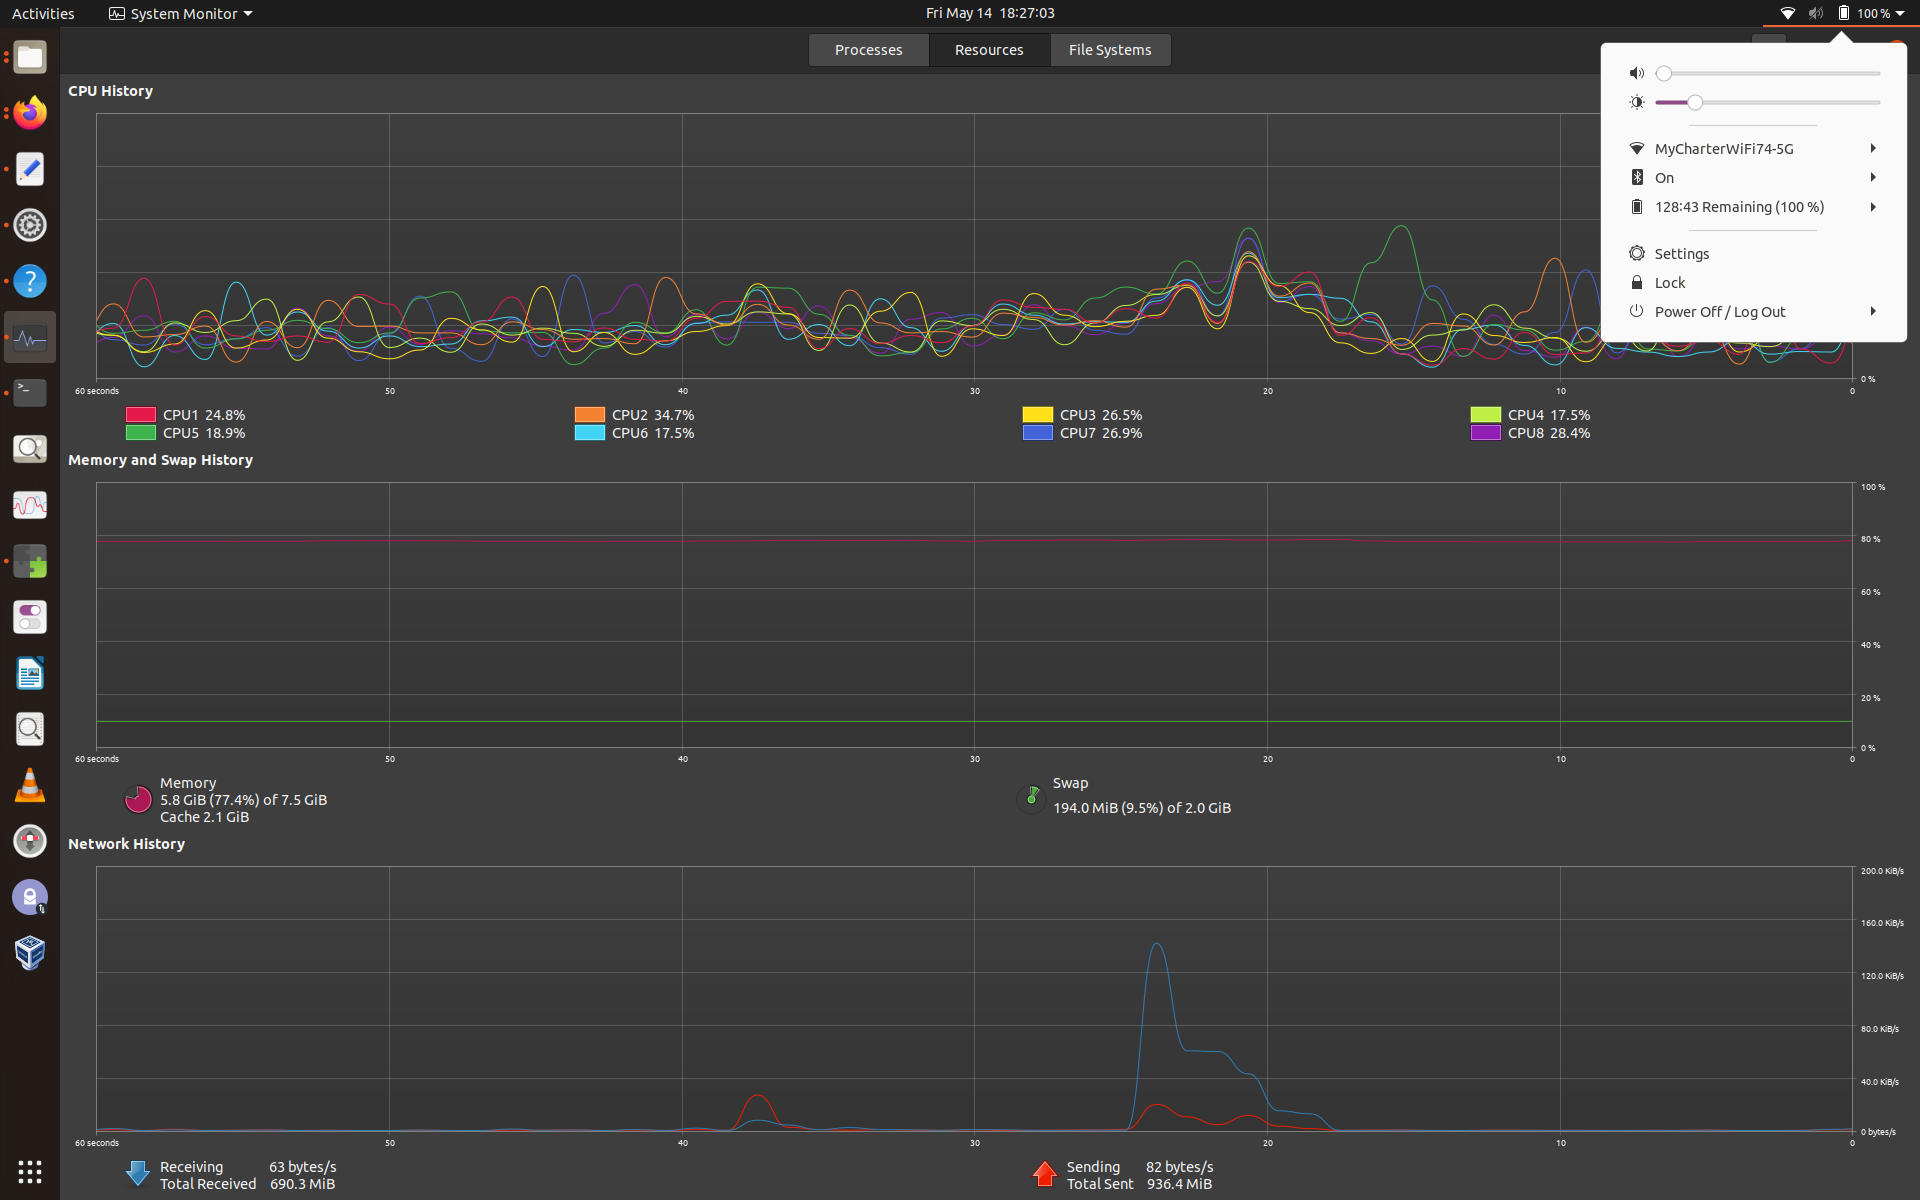 Activities
System Monitor
Fri May 14 18:27:03
100 %
Processes
Resources
File Systems
CPU History
MyCharterWiFi74-5G
On
128:43 Remaining (100 %)
Settings
Lock
Power Off / Log Out
0 %
60 seconds 50 40 30 20 10 0
CPU1 24.8% CPU2 34.7% CPU3 26.5% CPU4 17.5%
CPU5 18.9% CPU6 17.5% CPU7 26.9% CPU8 28.4%
Memory and Swap History
100 %
80 %
60 %
40 %
20 %
0 %
60 seconds 50 40 30 20 10 0
Memory
5.8 GiB (77.4%) of 7.5 GiB
Cache 2.1 GiB
Swap
194.0 MiB (9.5%) of 2.0 GiB
Network History
200.0 KiB/s
160.0 KiB/s
120.0 KiB/s
80.0 KiB/s
40.0 KiB/s
0 bytes/s
60 seconds 50 40 30 20 10 0
Receiving 63 bytes/s
Total Received 690.3 MiB
Sending 82 bytes/s
Total Sent 936.4 MiB